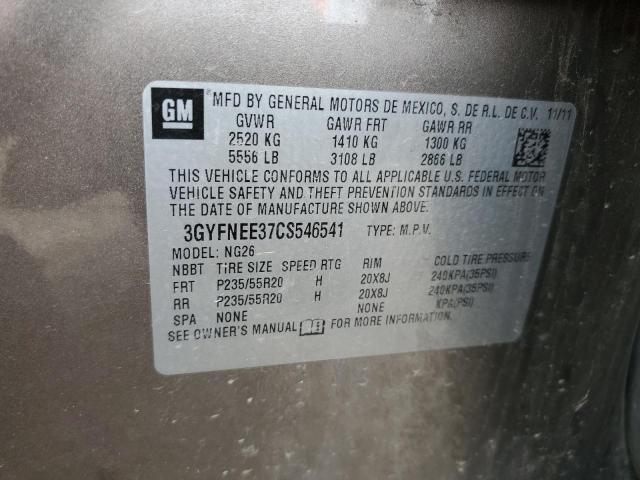 GM
MFD BY GENERAL MOTORS DE MEXICO, S. DE R.L. DE C.V. 11/11
GVWR GAWR FRT GAWR RR
2520 KG 1410 KG 1300 KG
5556 LB 3108 LB 2866 LB
THIS VEHICLE CONFORMS TO ALL APPLICABLE U.S. FEDERAL MOTOR
VEHICLE SAFETY AND THEFT PREVENTION STANDARDS IN EFFECT ON
THE DATE OF MANUFACTURE SHOWN ABOVE.
3GYFNEE37CS546541 TYPE: M.P.V.
MODEL: NG26
NBBT TIRE SIZE SPEED RTG RIM COLD TIRE PRESSURE
FRT P235/55R20 H 20X8J 240KPA(35PSI)
RR P235/55R20 H 20X8J 240KPA(35PSI)
SPA NONE NONE KPA(PSI)
SEE OWNER'S MANUAL FOR MORE INFORMATION.